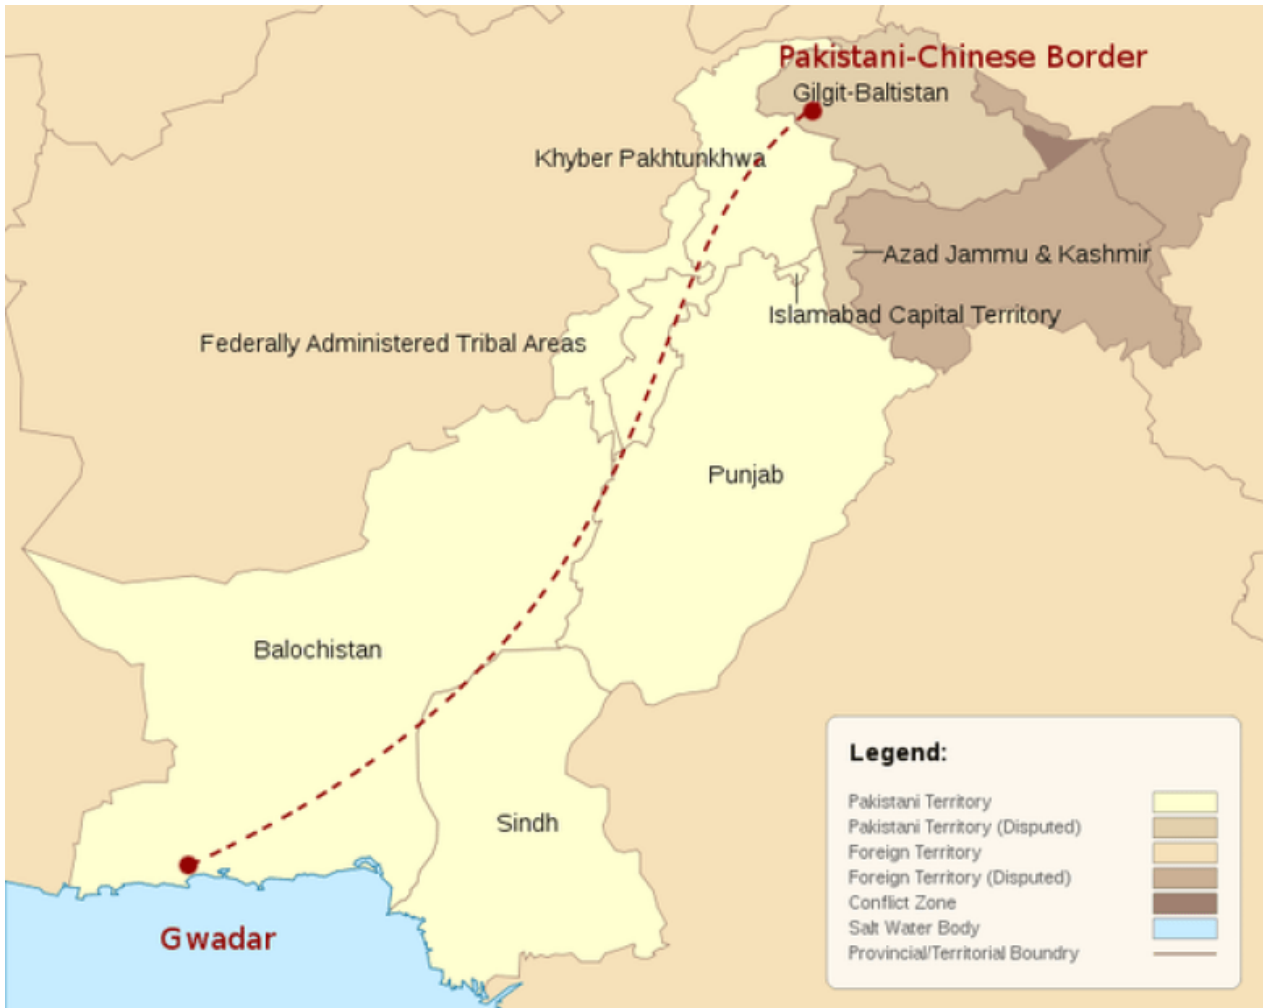 Pakistani-Chinese Border
Gilgit-Baltistan
Khyber Pakhtunkhwa
Azad Jammu & Kashmir
Islamabad Capital Territory
Federally Administered Tribal Areas
Punjab
Balochistan
Sindh
Gwadar
Legend:
Pakistani Territory
Pakistani Territory (Disputed)
Foreign Territory
Foreign Territory (Disputed)
Conflict Zone
Salt Water Body
Provincial/Territorial Boundry